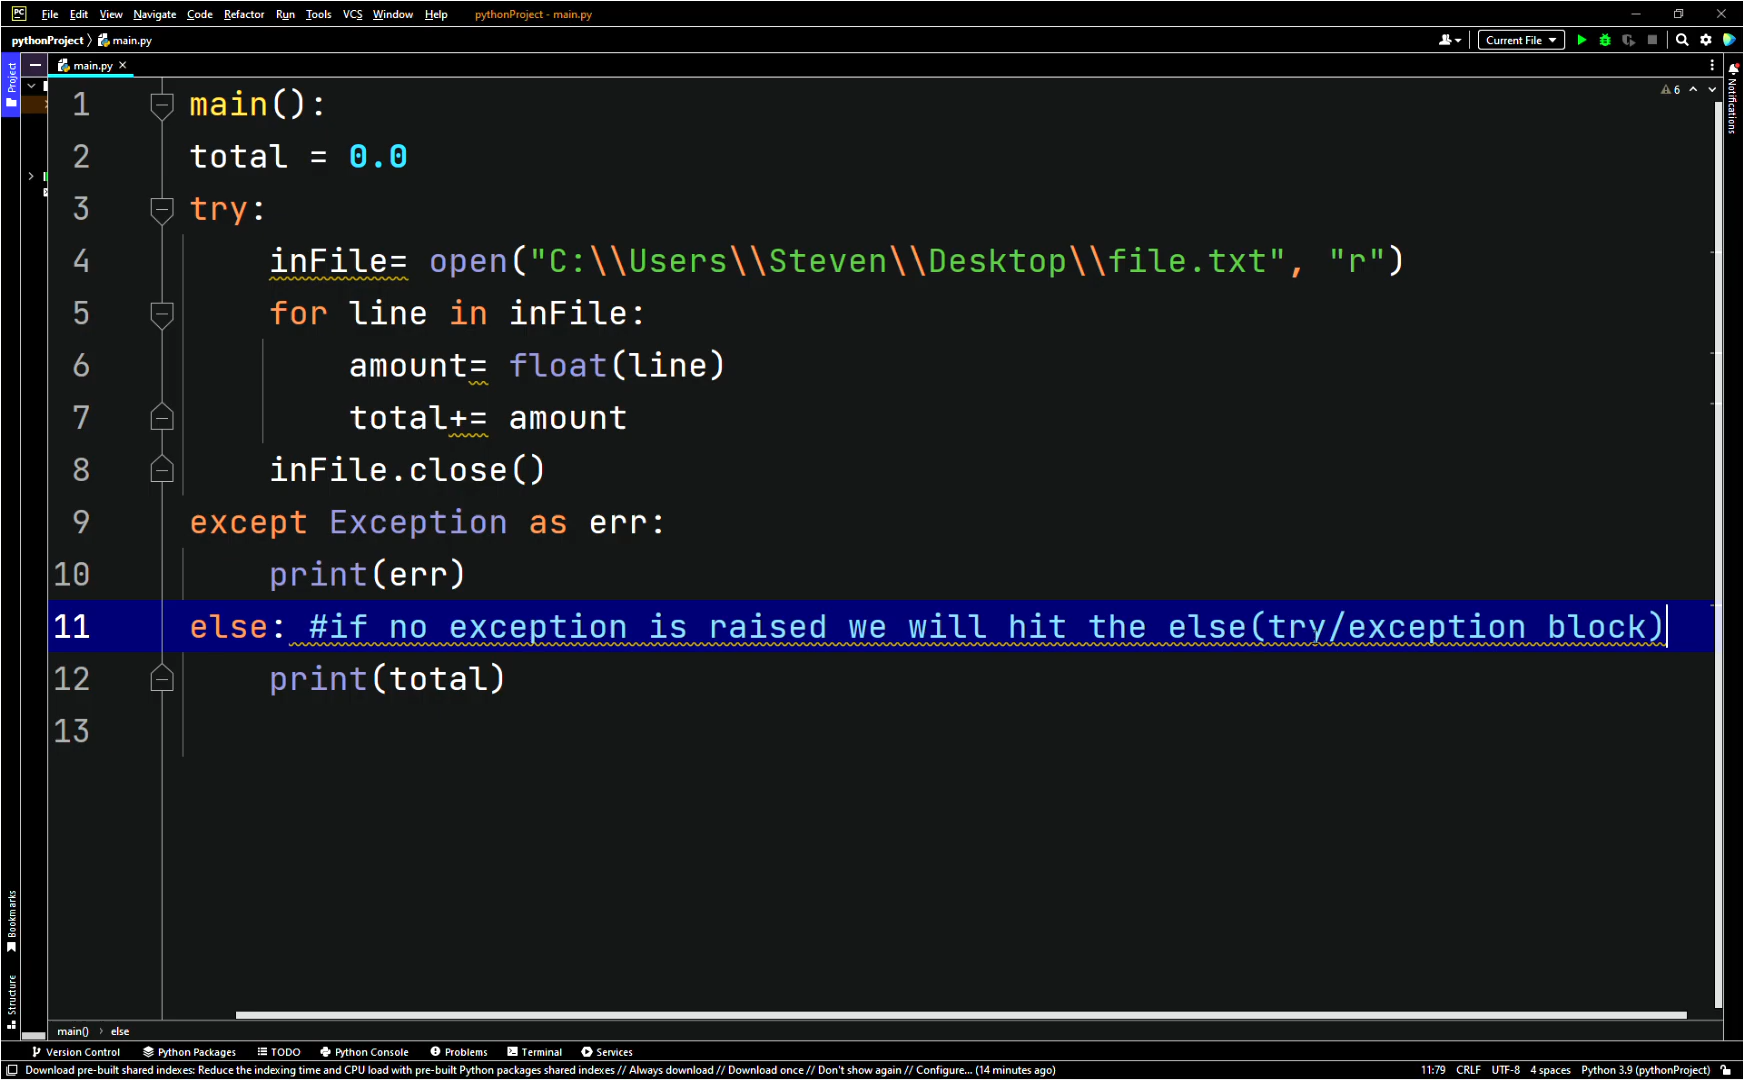 PC File Edit View Navigate Code Refactor Run Tools VCS Window Help pythonProject - main.py
pythonProject main.py Current File
Project main.py
6
Notifications
1 main():
2 total = 0.0
3 try:
4 inFile= open("C:\\Users\\Steven\\Desktop\\file.txt", "r")
5 for line in inFile:
6 amount= float(line)
7 total+= amount
8 inFile.close()
9 except Exception as err:
10 print(err)
11 else: #if no exception is raised we will hit the else(try/exception block)
12 print(total)
13
Bookmarks
Structure
main() else
Version Control Python Packages TODO Python Console Problems Terminal Services
Download pre-built shared indexes: Reduce the indexing time and CPU load with pre-built Python packages shared indexes // Always download // Download once // Don't show again // Configure... (14 minutes ago) 11:79 CRLF UTF-8 4 spaces Python 3.9 (pythonProject)